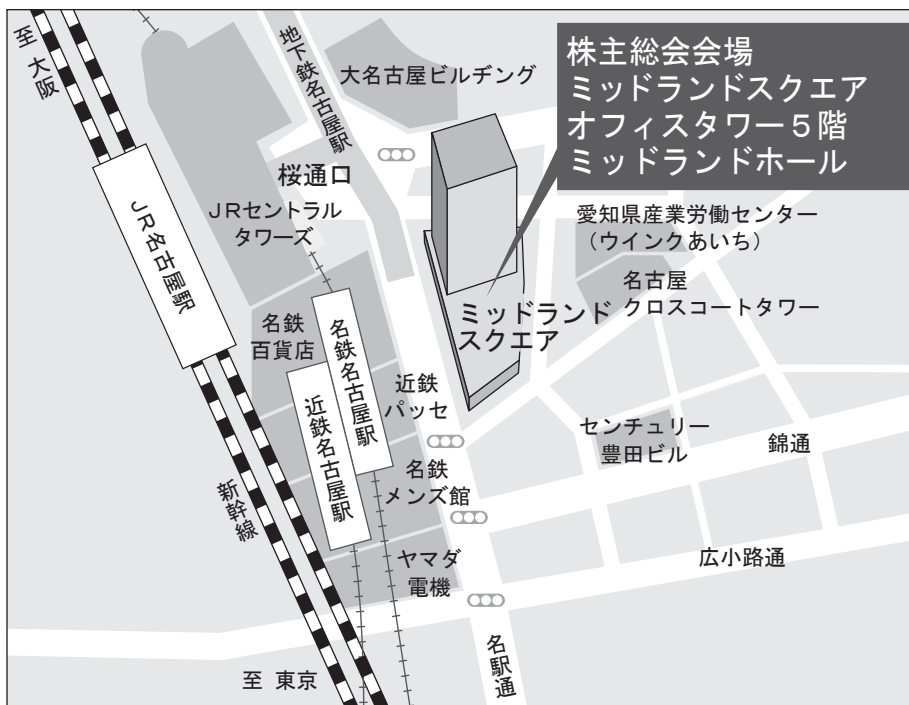 至 大阪
地下鉄名古屋駅
大名古屋ビルヂング
株主総会会場
ミッドランドスクエア
オフィスタワー５階
ミッドランドホール
桜通口
ＪＲセントラル
タワーズ
ＪＲ名古屋駅
愛知県産業労働センター
（ウインクあいち）
名古屋
クロスコートタワー
ミッドランド
スクエア
名鉄
百貨店
名鉄名古屋駅
近鉄名古屋駅
近鉄
パッセ
センチュリー
豊田ビル
錦通
名鉄
メンズ館
新幹線
ヤマダ
電機
広小路通
名駅通
至 東京